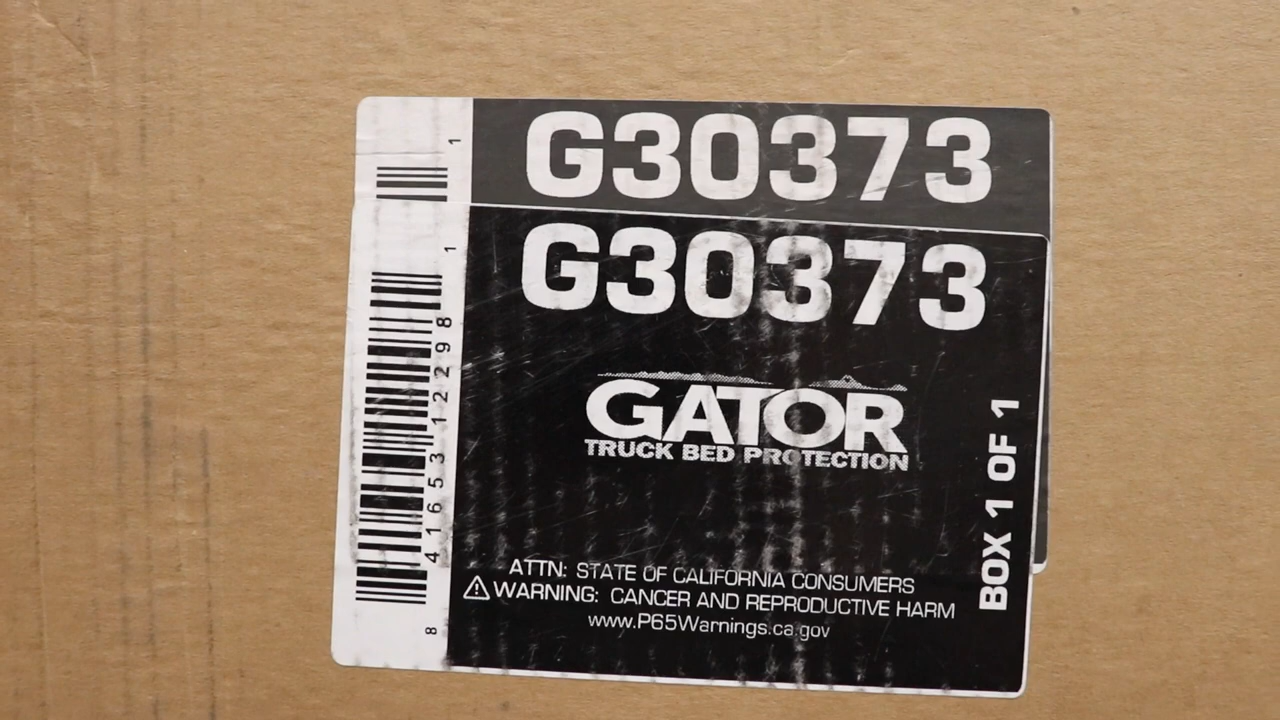 G30373
1
G30373
1
8 41653 12298
GATOR
TRUCK BED PROTECTION
BOX 1 OF 1
ATTN: STATE OF CALIFORNIA CONSUMERS
⚠ WARNING: CANCER AND REPRODUCTIVE HARM
www.P65Warnings.ca.gov